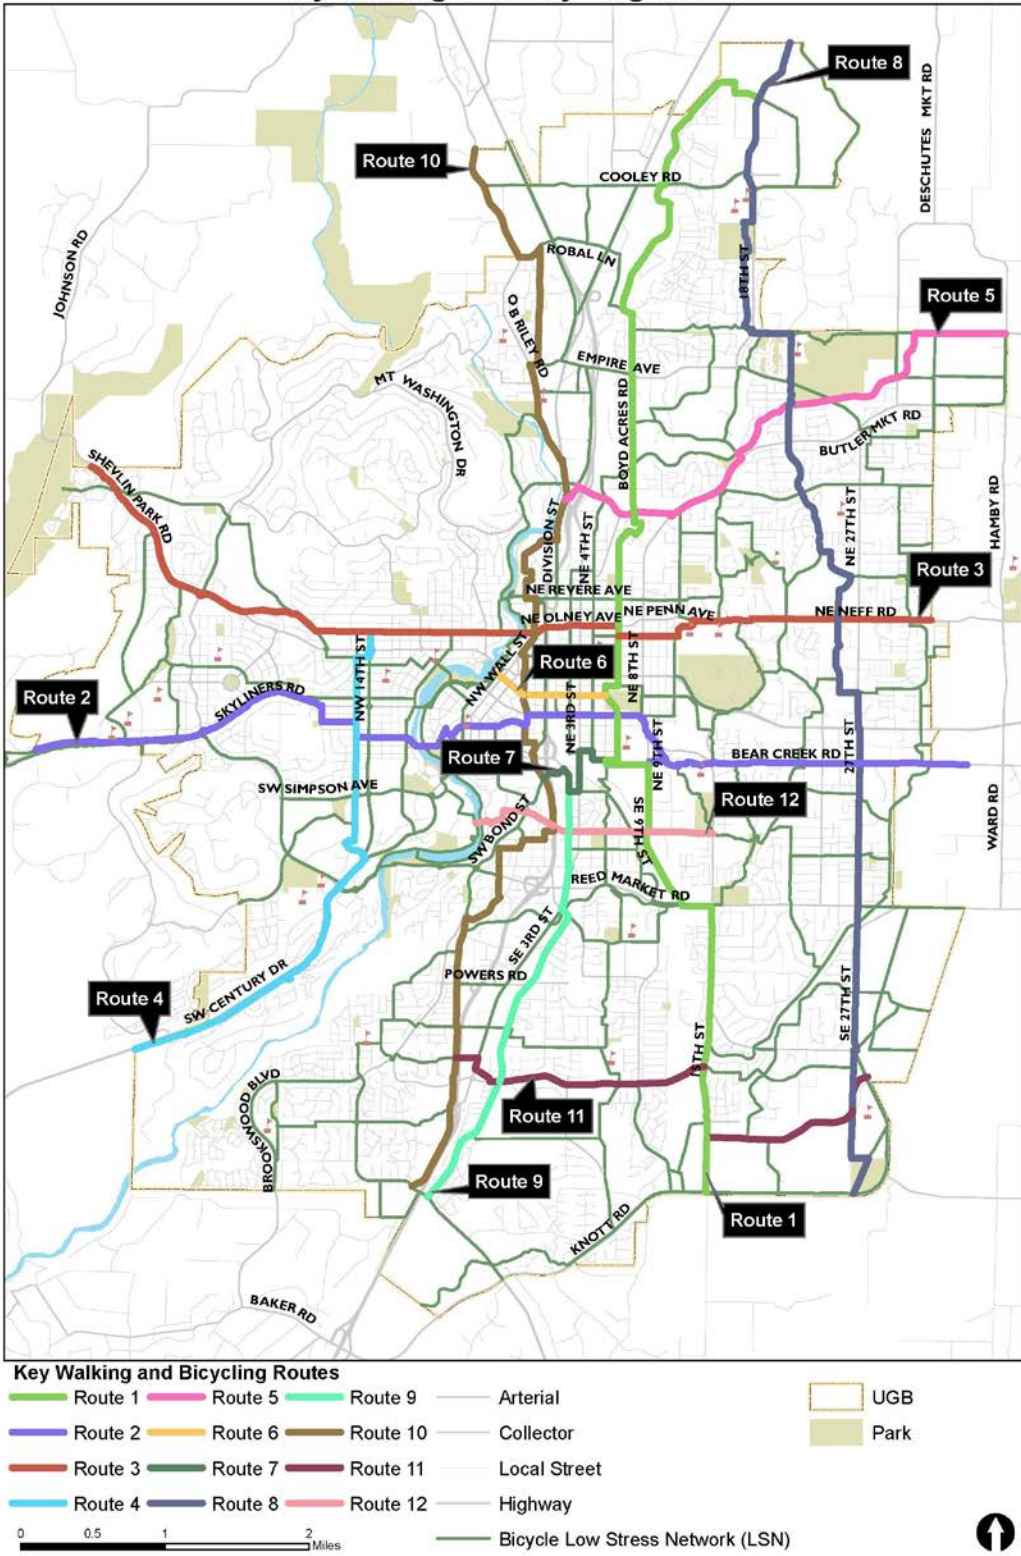 Route 8
DESCHUTES MKT RD
Route 10
COOLEY RD
JOHNSON RD
ROBAL LN
18TH ST
Route 5
O B RILEY RD
EMPIRE AVE
MT WASHINGTON DR
BOYD ACRES RD
BUTLER MKT RD
SHEVLIN PARK RD
DIVISION ST
NE 4TH ST
NE 27TH ST
HAMBY RD
Route 3
NE REVERE AVE
NE OLNEY AVE
NE PENN AVE
NE NEFF RD
NW 14TH ST
NW WALL ST
Route 6
NE 8TH ST
Route 2
SKYLINERS RD
NE 3RD ST
NE 9TH ST
27TH ST
Route 7
BEAR CREEK RD
SW SIMPSON AVE
Route 12
SW BOND ST
SE 9TH ST
WARD RD
REED MARKET RD
SE 3RD ST
POWERS RD
SW CENTURY DR
Route 4
SE 27TH ST
15TH ST
BROOKSWOOD BLVD
Route 11
Route 9
KNOTT RD
Route 1
BAKER RD
Key Walking and Bicycling Routes
Route 1 Route 5 Route 9 Arterial UGB
Route 2 Route 6 Route 10 Collector Park
Route 3 Route 7 Route 11 Local Street
Route 4 Route 8 Route 12 Highway
Bicycle Low Stress Network (LSN)
0 0.5 1 2
Miles